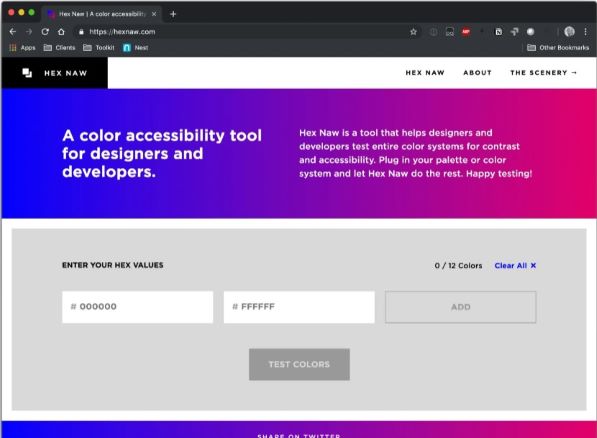 Hex Naw | A color accessibility
https://hexnaw.com
Apps Clients Toolkit Nest Other Bookmarks
HEX NAW HEX NAW ABOUT THE SCENERY →
A color accessibility tool
for designers and
developers.
Hex Naw is a tool that helps designers and
developers test entire color systems for contrast
and accessibility. Plug in your palette or color
system and let Hex Naw do the rest. Happy testing!
ENTER YOUR HEX VALUES 0 / 12 Colors Clear All ✕
# 000000 # FFFFFF ADD
TEST COLORS
SHARE ON TWITTER